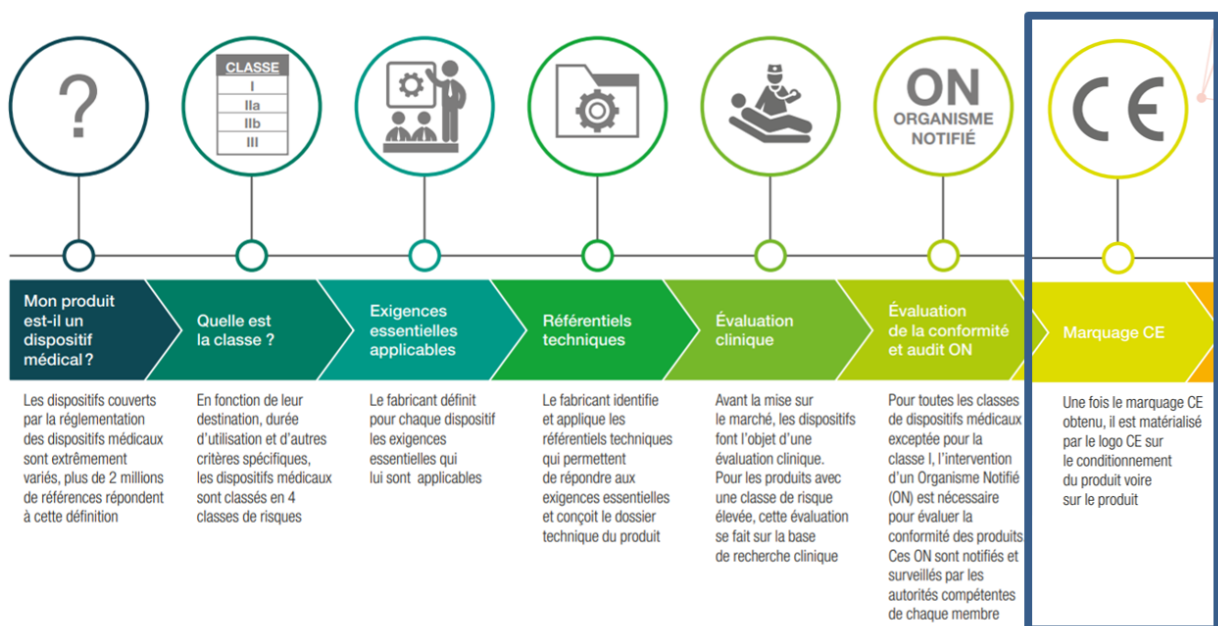 ?
CLASSE
I
IIa
IIb
III
ON
ORGANISME
NOTIFIÉ
CE
Mon produit
est-il un
dispositif
médical ?
Quelle est
la classe ?
Exigences
essentielles
applicables
Référentiels
techniques
Évaluation
clinique
Évaluation
de la conformité
et audit ON
Marquage CE
Les dispositifs couverts
par la réglementation
des dispositifs médicaux
sont extrêmement
variés, plus de 2 millions
de références répondent
à cette définition
En fonction de leur
destination, durée
d'utilisation et d'autres
critères spécifiques,
les dispositifs médicaux
sont classés en 4
classes de risques
Le fabricant définit
pour chaque dispositif
les exigences
essentielles qui
lui sont applicables
Le fabricant identifie
et applique les
référentiels techniques
qui permettent
de répondre aux
exigences essentielles
et conçoit le dossier
technique du produit
Avant la mise sur
le marché, les dispositifs
font l'objet d'une
évaluation clinique.
Pour les produits avec
une classe de risque
élevée, cette évaluation
se fait sur la base
de recherche clinique
Pour toutes les classes
de dispositifs médicaux
exceptée pour la
classe I, l'intervention
d'un Organisme Notifié
(ON) est nécessaire
pour évaluer la
conformité des produits
Ces ON sont notifiés et
surveillés par les
autorités compétentes
de chaque membre
Une fois le marquage CE
obtenu, il est matérialisé
par le logo CE sur
le conditionnement
du produit voire
sur le produit